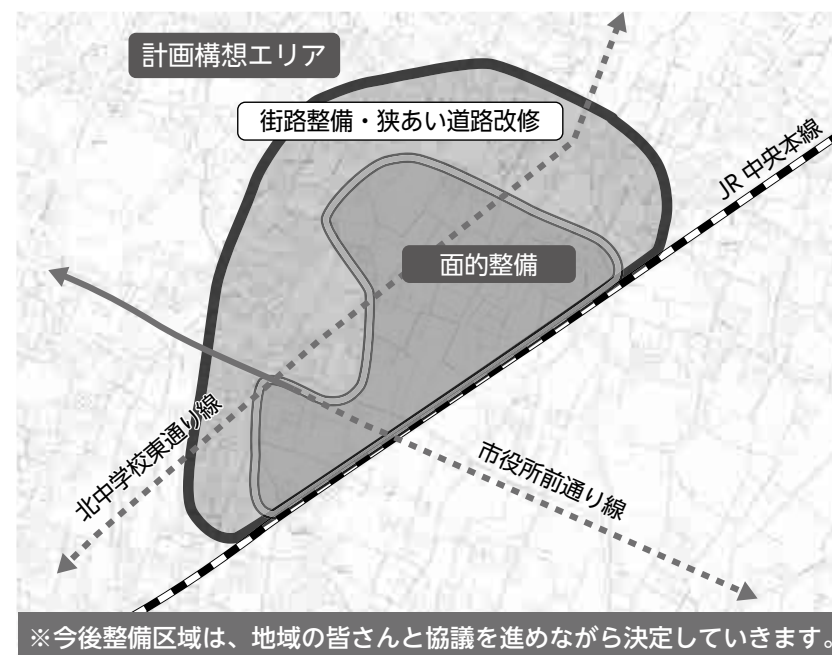 計画構想エリア
街路整備・狭あい道路改修
JR 中央本線
面的整備
北中学校東通り線
市役所前通り線
※今後整備区域は、地域の皆さんと協議を進めながら決定していきます。